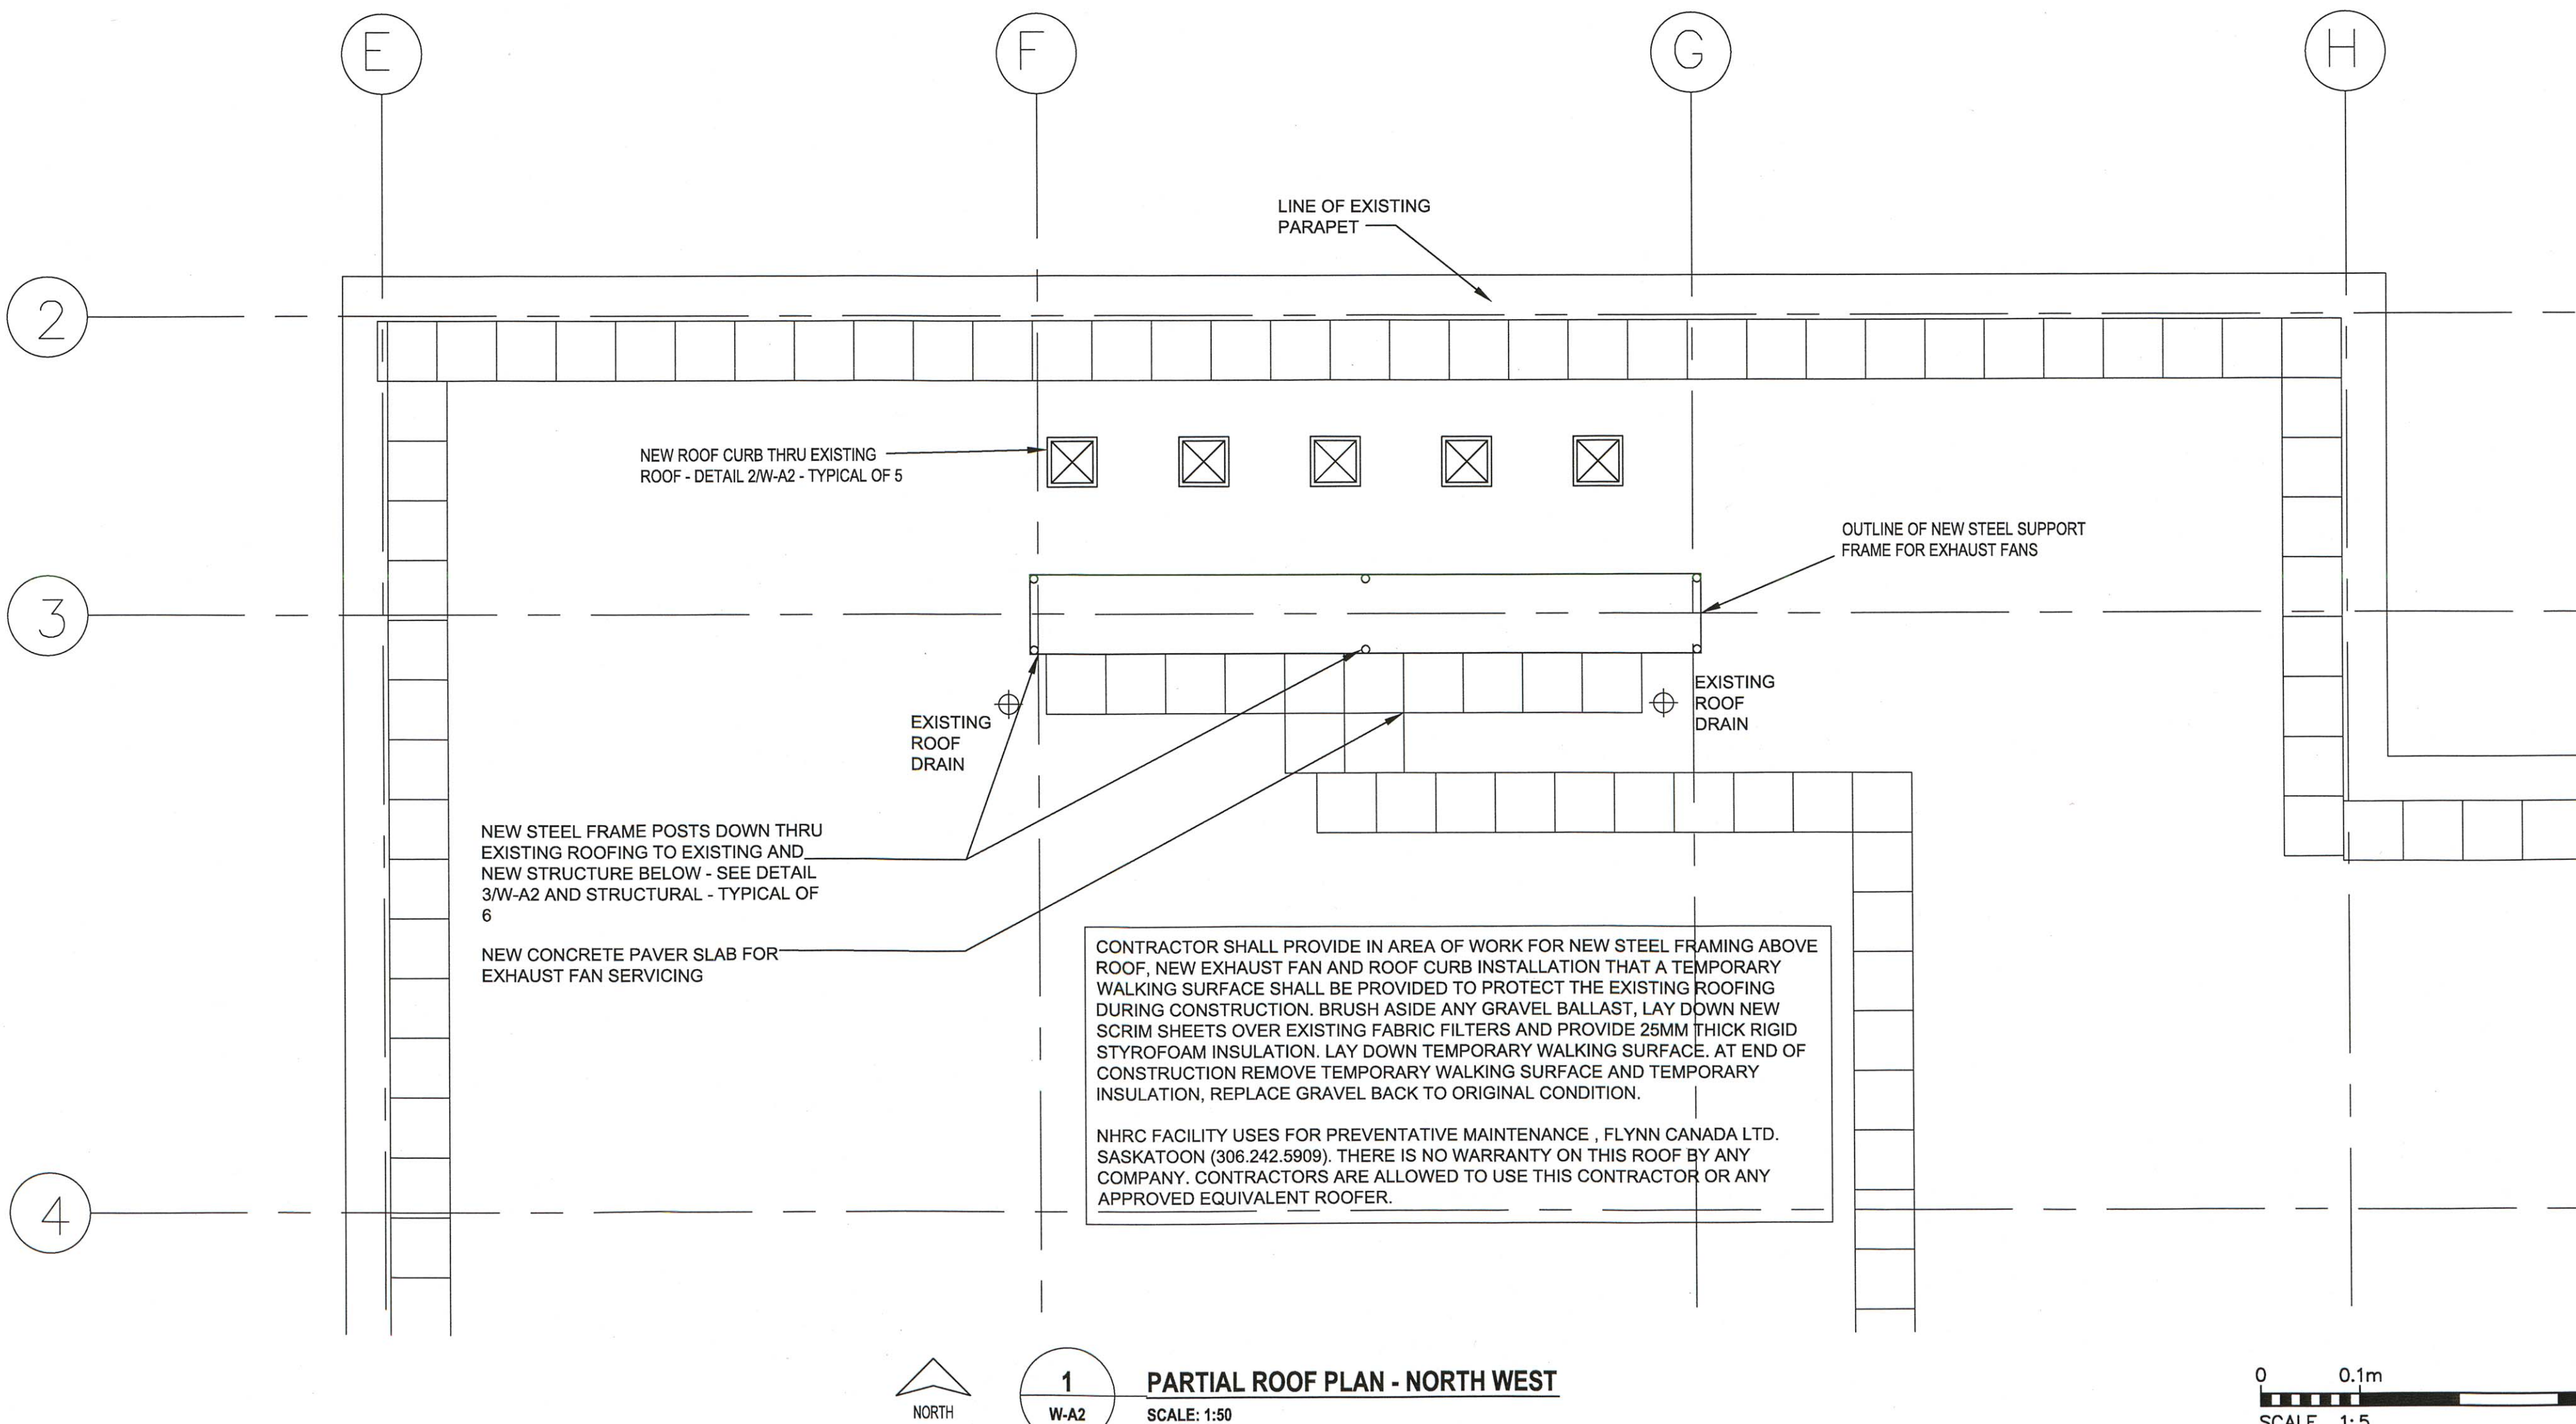 E
F
G
H
LINE OF EXISTING
PARAPET
2
NEW ROOF CURB THRU EXISTING
ROOF - DETAIL 2/W-A2 - TYPICAL OF 5
OUTLINE OF NEW STEEL SUPPORT
FRAME FOR EXHAUST FANS
3
EXISTING
ROOF
DRAIN
EXISTING
ROOF
DRAIN
NEW STEEL FRAME POSTS DOWN THRU
EXISTING ROOFING TO EXISTING AND
NEW STRUCTURE BELOW - SEE DETAIL
3/W-A2 AND STRUCTURAL - TYPICAL OF
6
NEW CONCRETE PAVER SLAB FOR
EXHAUST FAN SERVICING
CONTRACTOR SHALL PROVIDE IN AREA OF WORK FOR NEW STEEL FRAMING ABOVE
ROOF, NEW EXHAUST FAN AND ROOF CURB INSTALLATION THAT A TEMPORARY
WALKING SURFACE SHALL BE PROVIDED TO PROTECT THE EXISTING ROOFING
DURING CONSTRUCTION. BRUSH ASIDE ANY GRAVEL BALLAST, LAY DOWN NEW
SCRIM SHEETS OVER EXISTING FABRIC FILTERS AND PROVIDE 25MM THICK RIGID
STYROFOAM INSULATION. LAY DOWN TEMPORARY WALKING SURFACE. AT END OF
CONSTRUCTION REMOVE TEMPORARY WALKING SURFACE AND TEMPORARY
INSULATION, REPLACE GRAVEL BACK TO ORIGINAL CONDITION.
NHRC FACILITY USES FOR PREVENTATIVE MAINTENANCE , FLYNN CANADA LTD.
SASKATOON (306.242.5909). THERE IS NO WARRANTY ON THIS ROOF BY ANY
COMPANY. CONTRACTORS ARE ALLOWED TO USE THIS CONTRACTOR OR ANY
APPROVED EQUIVALENT ROOFER.
4
NORTH
1
W-A2
PARTIAL ROOF PLAN - NORTH WEST
SCALE: 1:50
0 0.1m
SCALE 1:5